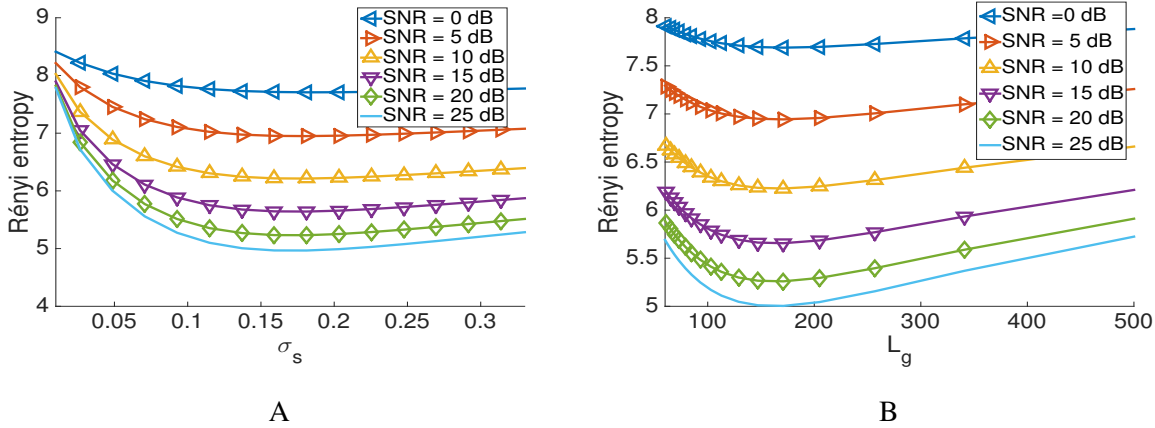 9
8
7
6
5
4
Rényi entropy
0.05 0.1 0.15 0.2 0.25 0.3
σs
SNR = 0 dB
SNR = 5 dB
SNR = 10 dB
SNR = 15 dB
SNR = 20 dB
SNR = 25 dB
A
8
7.5
7
6.5
6
5.5
5
Rényi entropy
100 200 300 400 500
Lg
SNR =0 dB
SNR = 5 dB
SNR = 10 dB
SNR = 15 dB
SNR = 20 dB
SNR = 25 dB
B